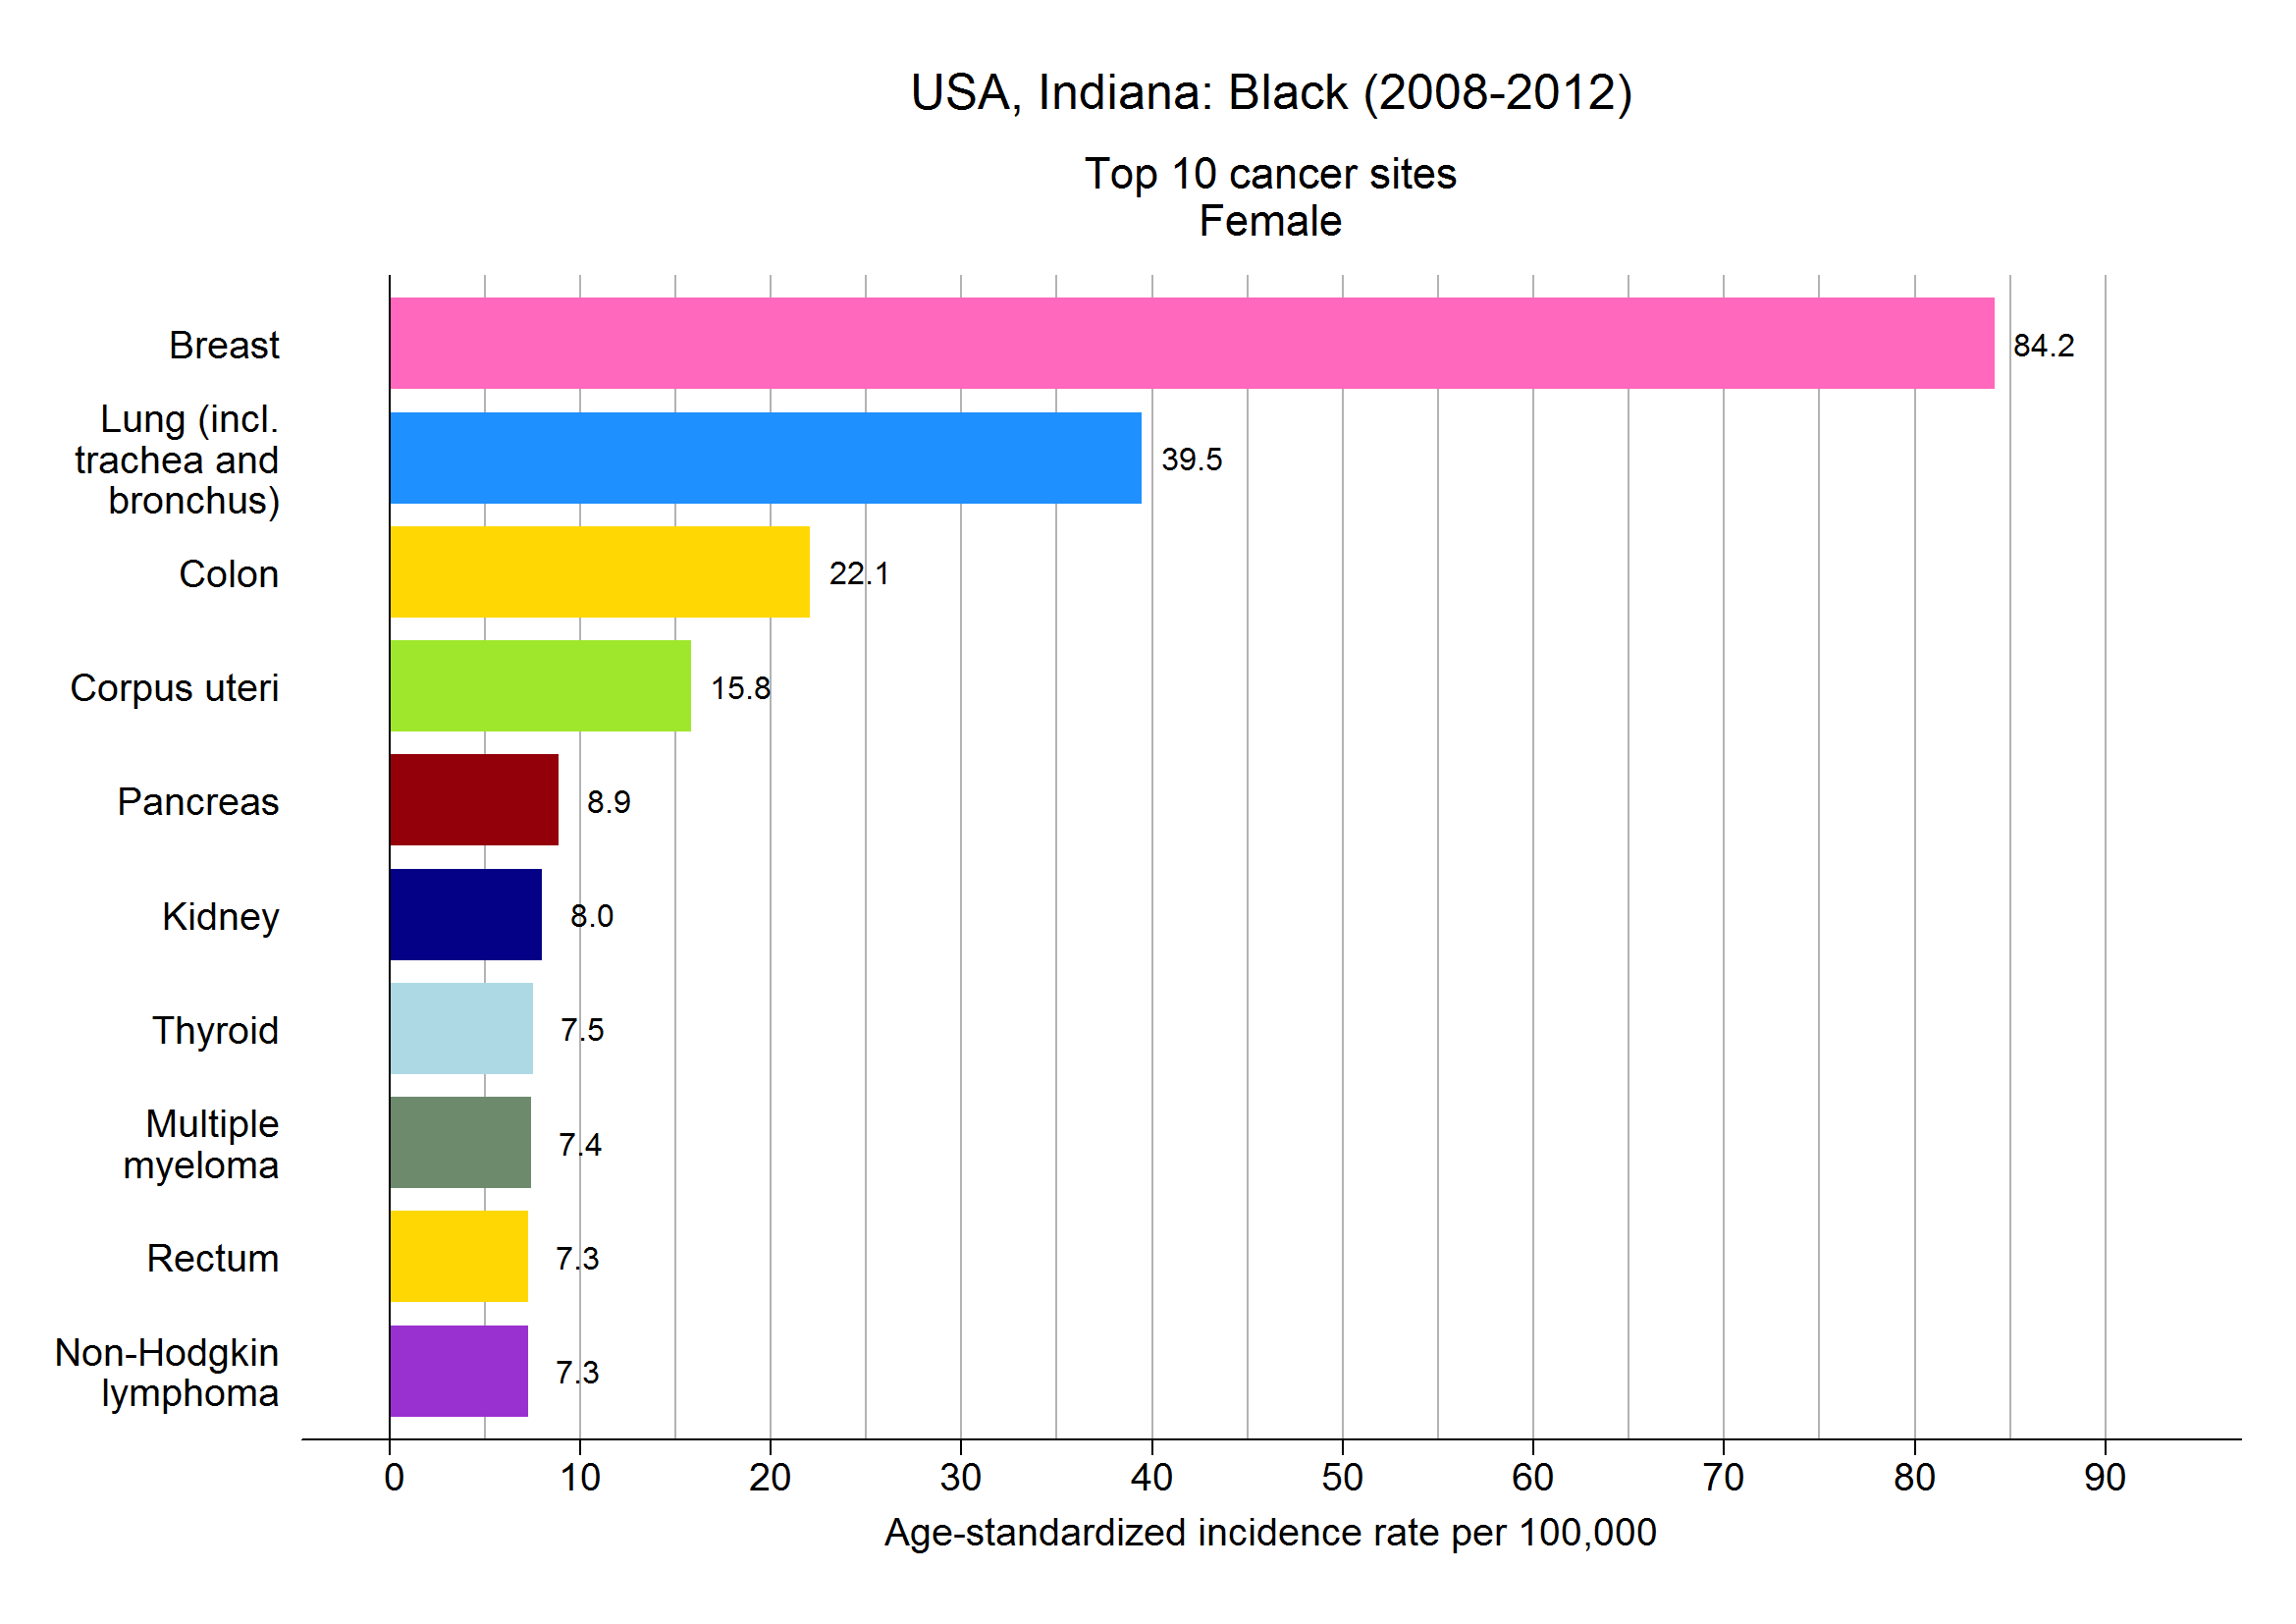 USA, Indiana: Black (2008-2012)
Top 10 cancer sites
Female
Breast
84.2
Lung (incl.
trachea and
bronchus)
39.5
Colon
22.1
Corpus uteri
15.8
Pancreas
8.9
Kidney
8.0
Thyroid
7.5
Multiple
myeloma
7.4
Rectum
7.3
Non-Hodgkin
lymphoma
7.3
0 10 20 30 40 50 60 70 80 90
Age-standardized incidence rate per 100,000